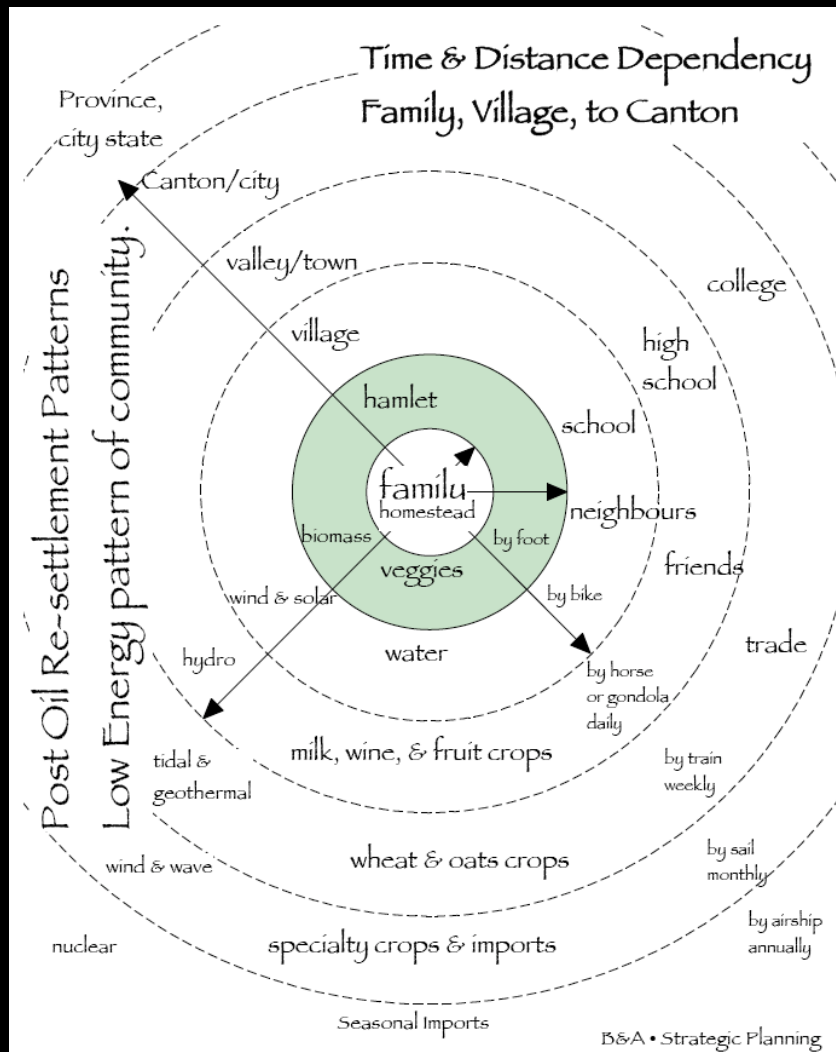 Time & Distance Dependency
Family, Village, to Canton
Province,
city state
Canton/city
valley/town
village
hamlet
family
homestead
Post Oil Re-settlement Patterns
Low Energy pattern of community.
college
high
school
school
neighbours
friends
trade
biomass
by foot
veggies
wind & solar
by bike
hydro
water
by horse
or gondola
daily
tidal &
geothermal
milk, wine, & fruit crops
by train
weekly
wind & wave
wheat & oats crops
by sail
monthly
nuclear
specialty crops & imports
by airship
annually
Seasonal Imports
B&A • Strategic Planning